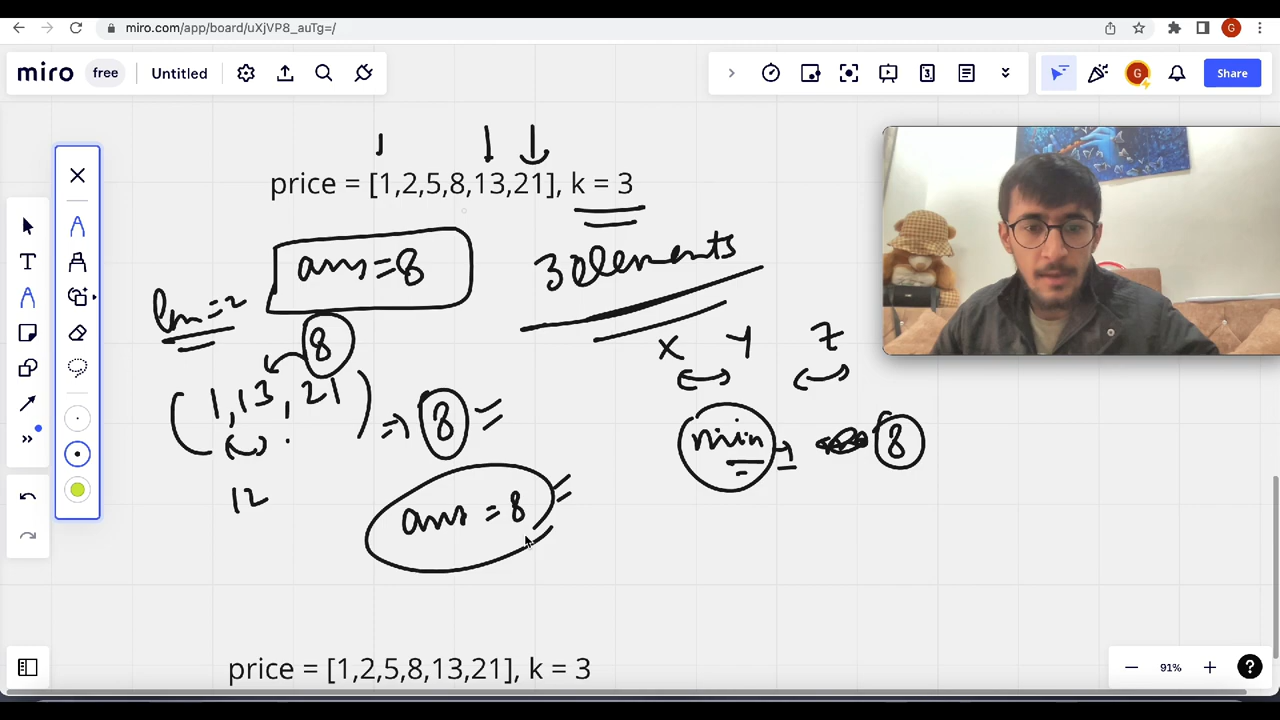 miro.com/app/board/uXjVP8_auTg=/
G
miro free Untitled
3
G
Share
price = [1,2,5,8,13,21], k = 3
ans=8
3 elements
len=2
8
x y z
(1,13,21) => 8
min 8
12
ans = 8
price = [1,2,5,8,13,21], k = 3
91%